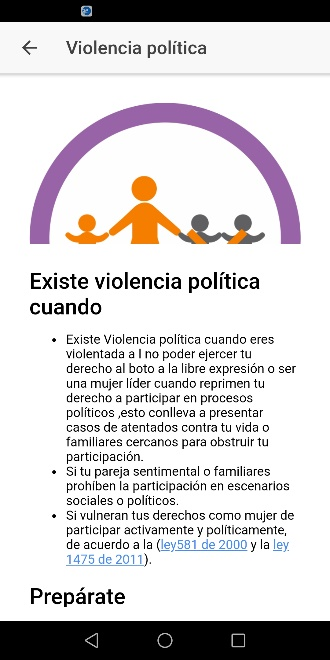 Violencia política
Existe violencia política
cuando
• Existe Violencia política cuando eres
violentada a l no poder ejercer tu
derecho al boto a la libre expresión o ser
una mujer líder cuando reprimen tu
derecho a participar en procesos
políticos ,esto conlleva a presentar
casos de atentados contra tu vida o
familiares cercanos para obstruir tu
participación.
• Si tu pareja sentimental o familiares
prohíben la participación en escenarios
sociales o políticos.
• Si vulneran tus derechos como mujer de
participar activamente y políticamente,
de acuerdo a la (ley581 de 2000 y la ley
1475 de 2011).
Prepárate